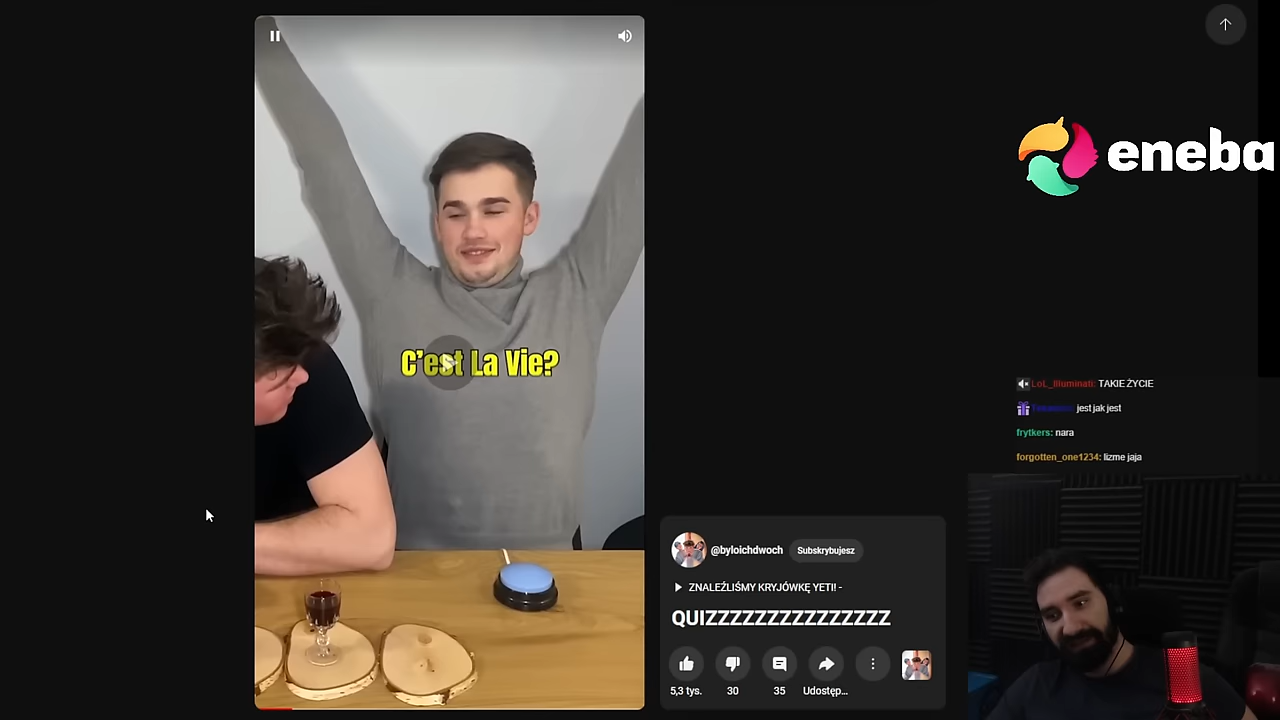 eneba
C'est La Vie?
LoL_Illuminati: TAKIE ŻYCIE
jest jak jest
frytkers: nara
forgotten_one1234: lizme jaja
@byloichdwoch
Subskrybujesz
ZNALEŹLIŚMY KRYJÓWKĘ YETI! -
QUIZZZZZZZZZZZZZZZ
5,3 tys.
30
35
Udostęp...